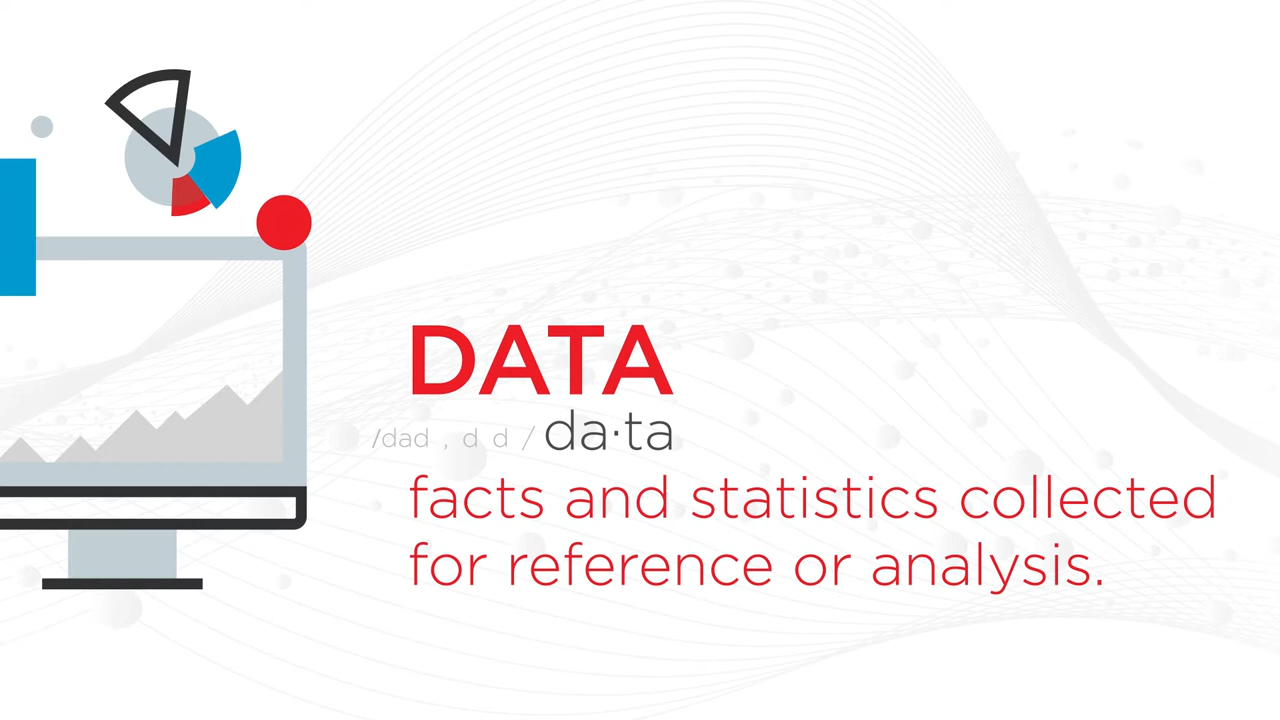 DATA
/dad , d d / da·ta
facts and statistics collected
for reference or analysis.